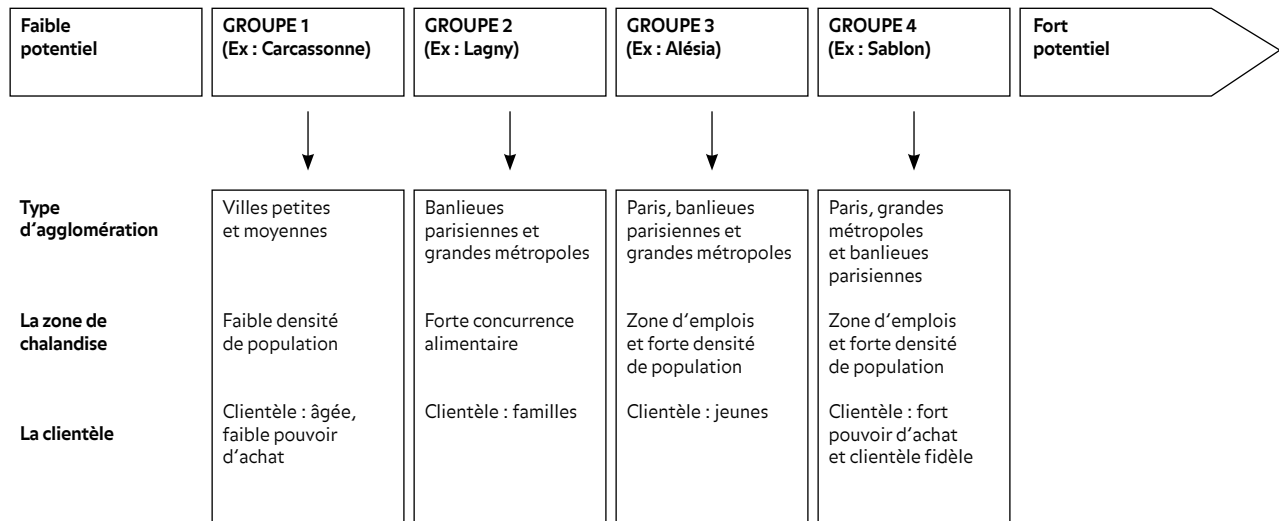 Faible
potentiel
GROUPE 1
(Ex : Carcassonne)
GROUPE 2
(Ex : Lagny)
GROUPE 3
(Ex : Alésia)
GROUPE 4
(Ex : Sablon)
Fort
potentiel
Type
d'agglomération
Villes petites
et moyennes
Banlieues
parisiennes et
grandes métropoles
Paris, banlieues
parisiennes et
grandes métropoles
Paris, grandes
métropoles
et banlieues
parisiennes
La zone de
chalandise
Faible densité
de population
Forte concurrence
alimentaire
Zone d'emplois
et forte densité
de population
Zone d'emplois
et forte densité
de population
La clientèle
Clientèle : âgée,
faible pouvoir
d'achat
Clientèle : familles
Clientèle : jeunes
Clientèle : fort
pouvoir d'achat
et clientèle fidèle